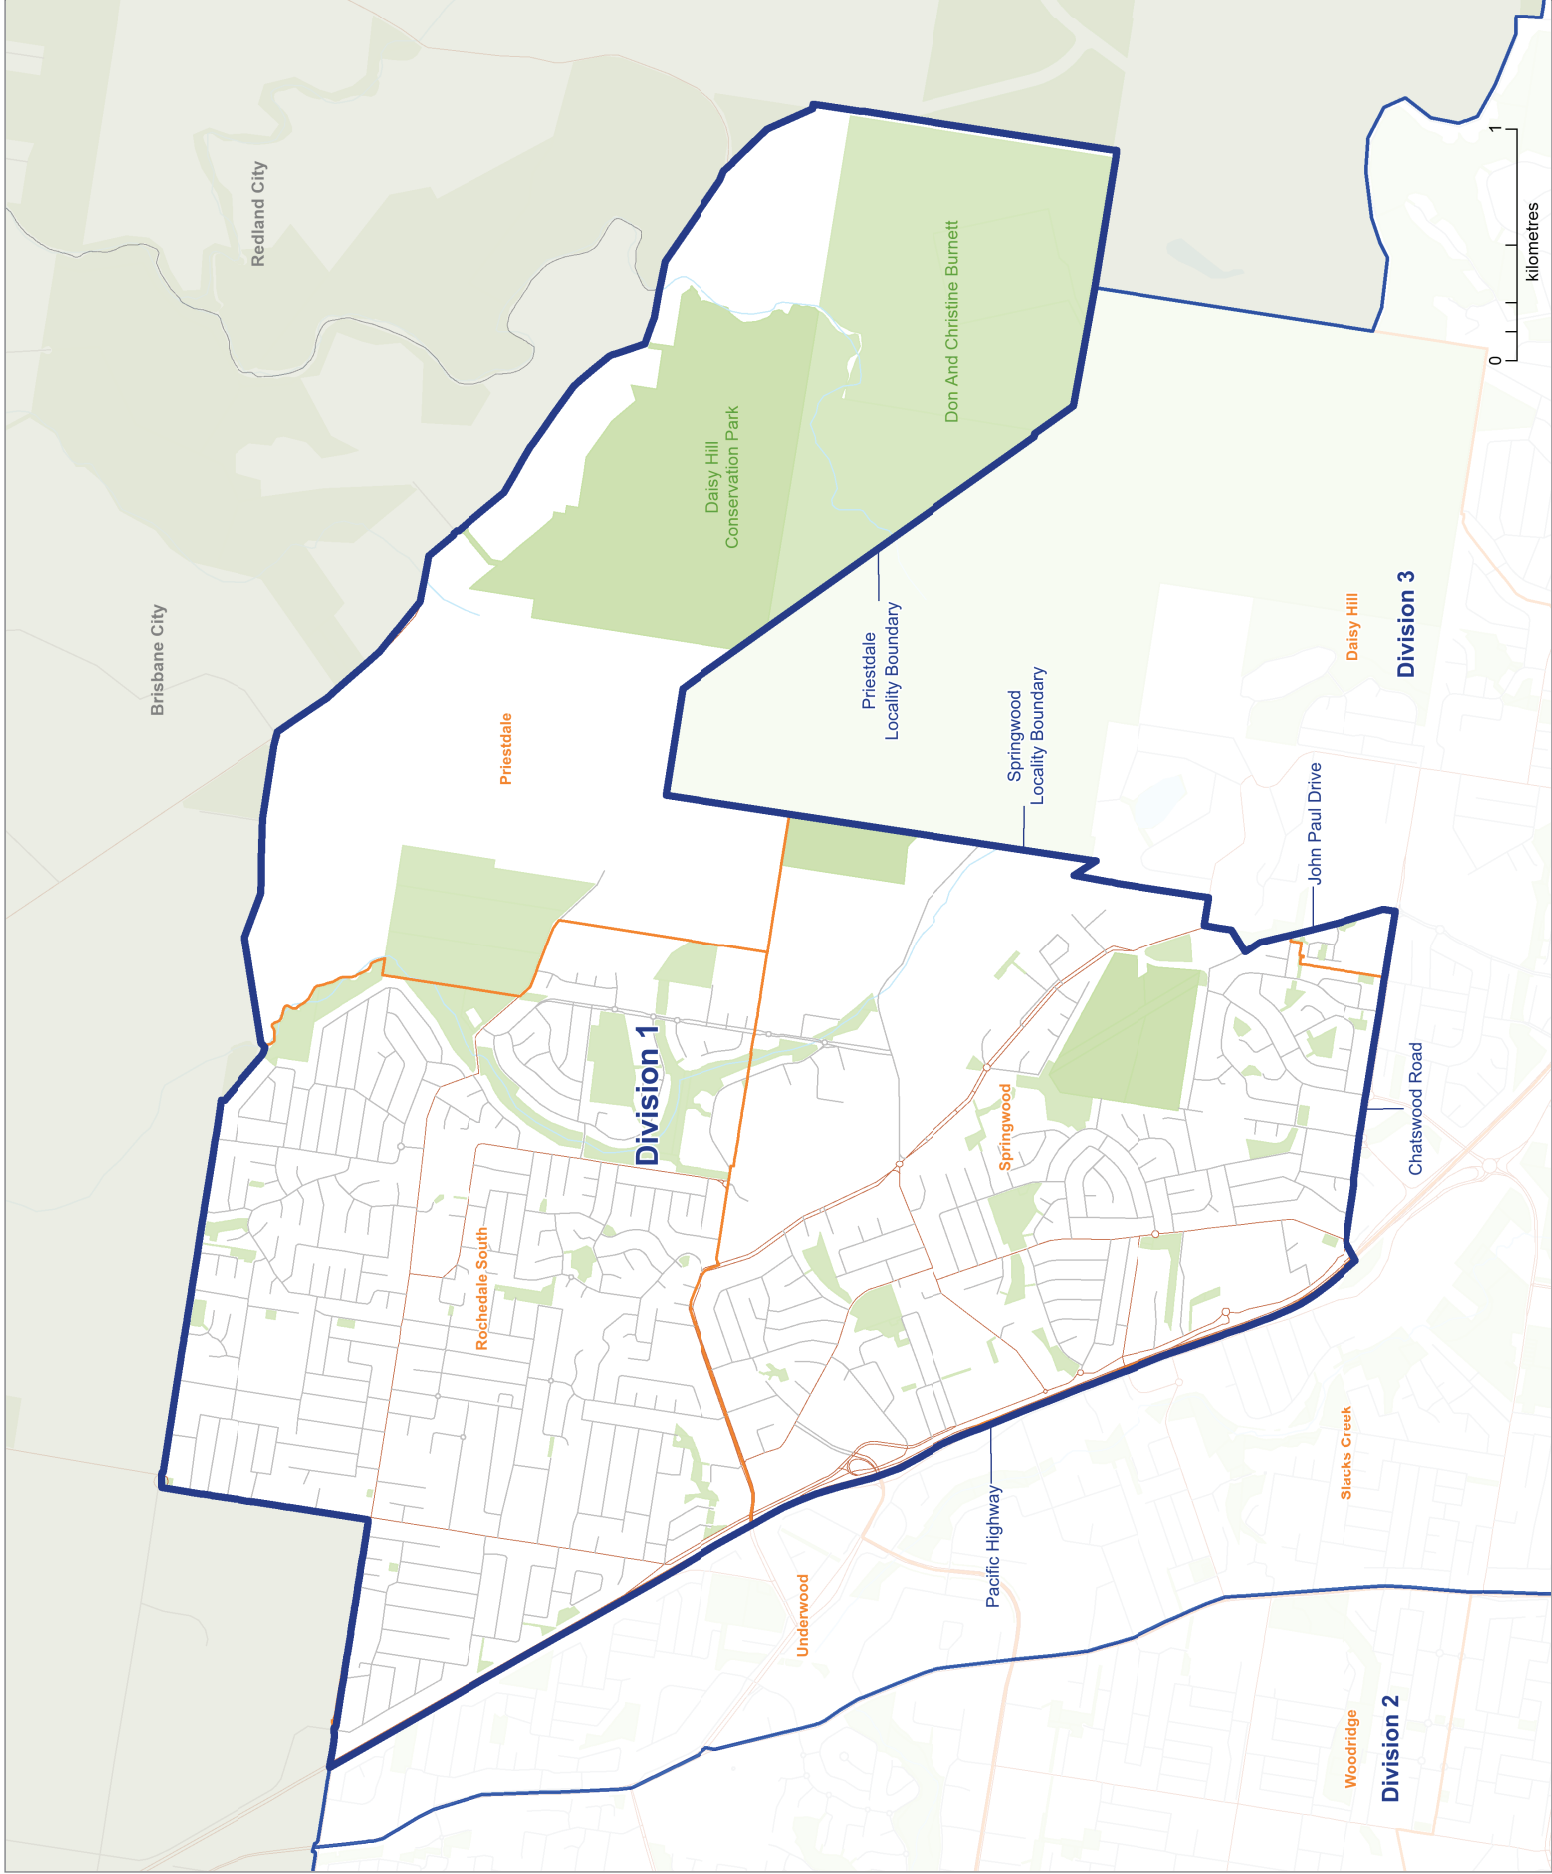 Brisbane City
Redland City
Priestdale
Daisy Hill
Conservation Park
Don And Christine Burnett
Division 1
Rochedale South
Priestdale
Locality Boundary
Springwood
Locality Boundary
Springwood
John Paul Drive
Chatswood Road
Daisy Hill
Division 3
Underwood
Pacific Highway
Slacks Creek
Woodridge
Division 2
0
1
kilometres